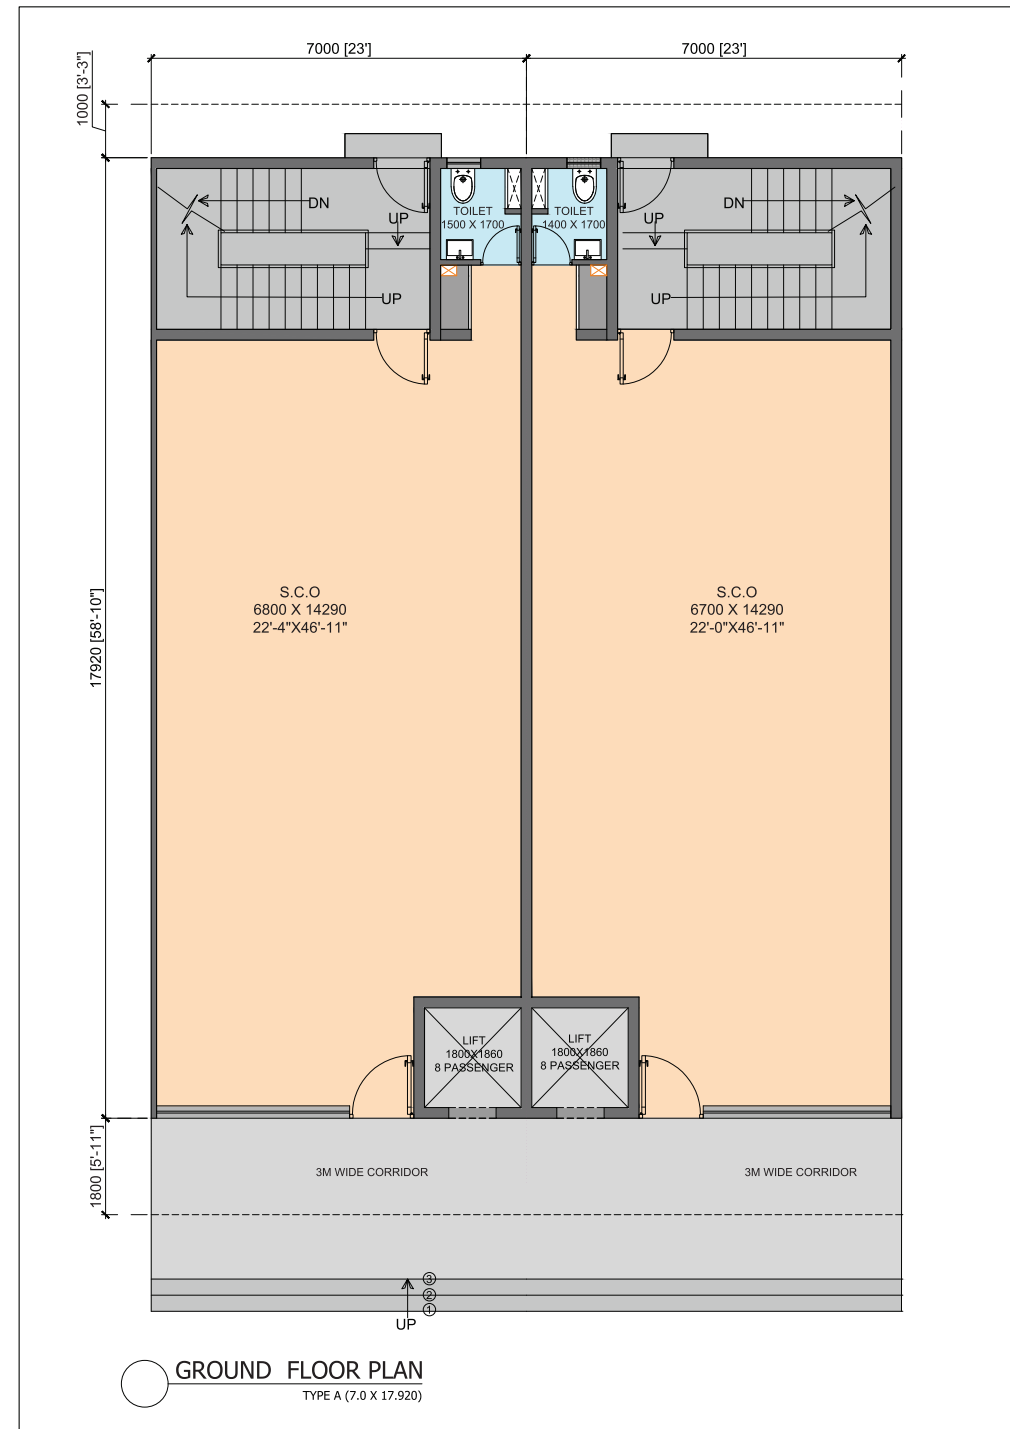 7000 [23']
7000 [23']
1000 [3'-3"]
DN
UP
UP
TOILET
1500 X 1700
TOILET
1400 X 1700
UP
DN
UP
S.C.O
6800 X 14290
22'-4"X46'-11"
S.C.O
6700 X 14290
22'-0"X46'-11"
17920 [58'-10"]
LIFT
1800X1860
8 PASSENGER
LIFT
1800X1860
8 PASSENGER
1800 [5'-11"]
3M WIDE CORRIDOR
3M WIDE CORRIDOR
3
2
1
UP
GROUND FLOOR PLAN
TYPE A (7.0 X 17.920)